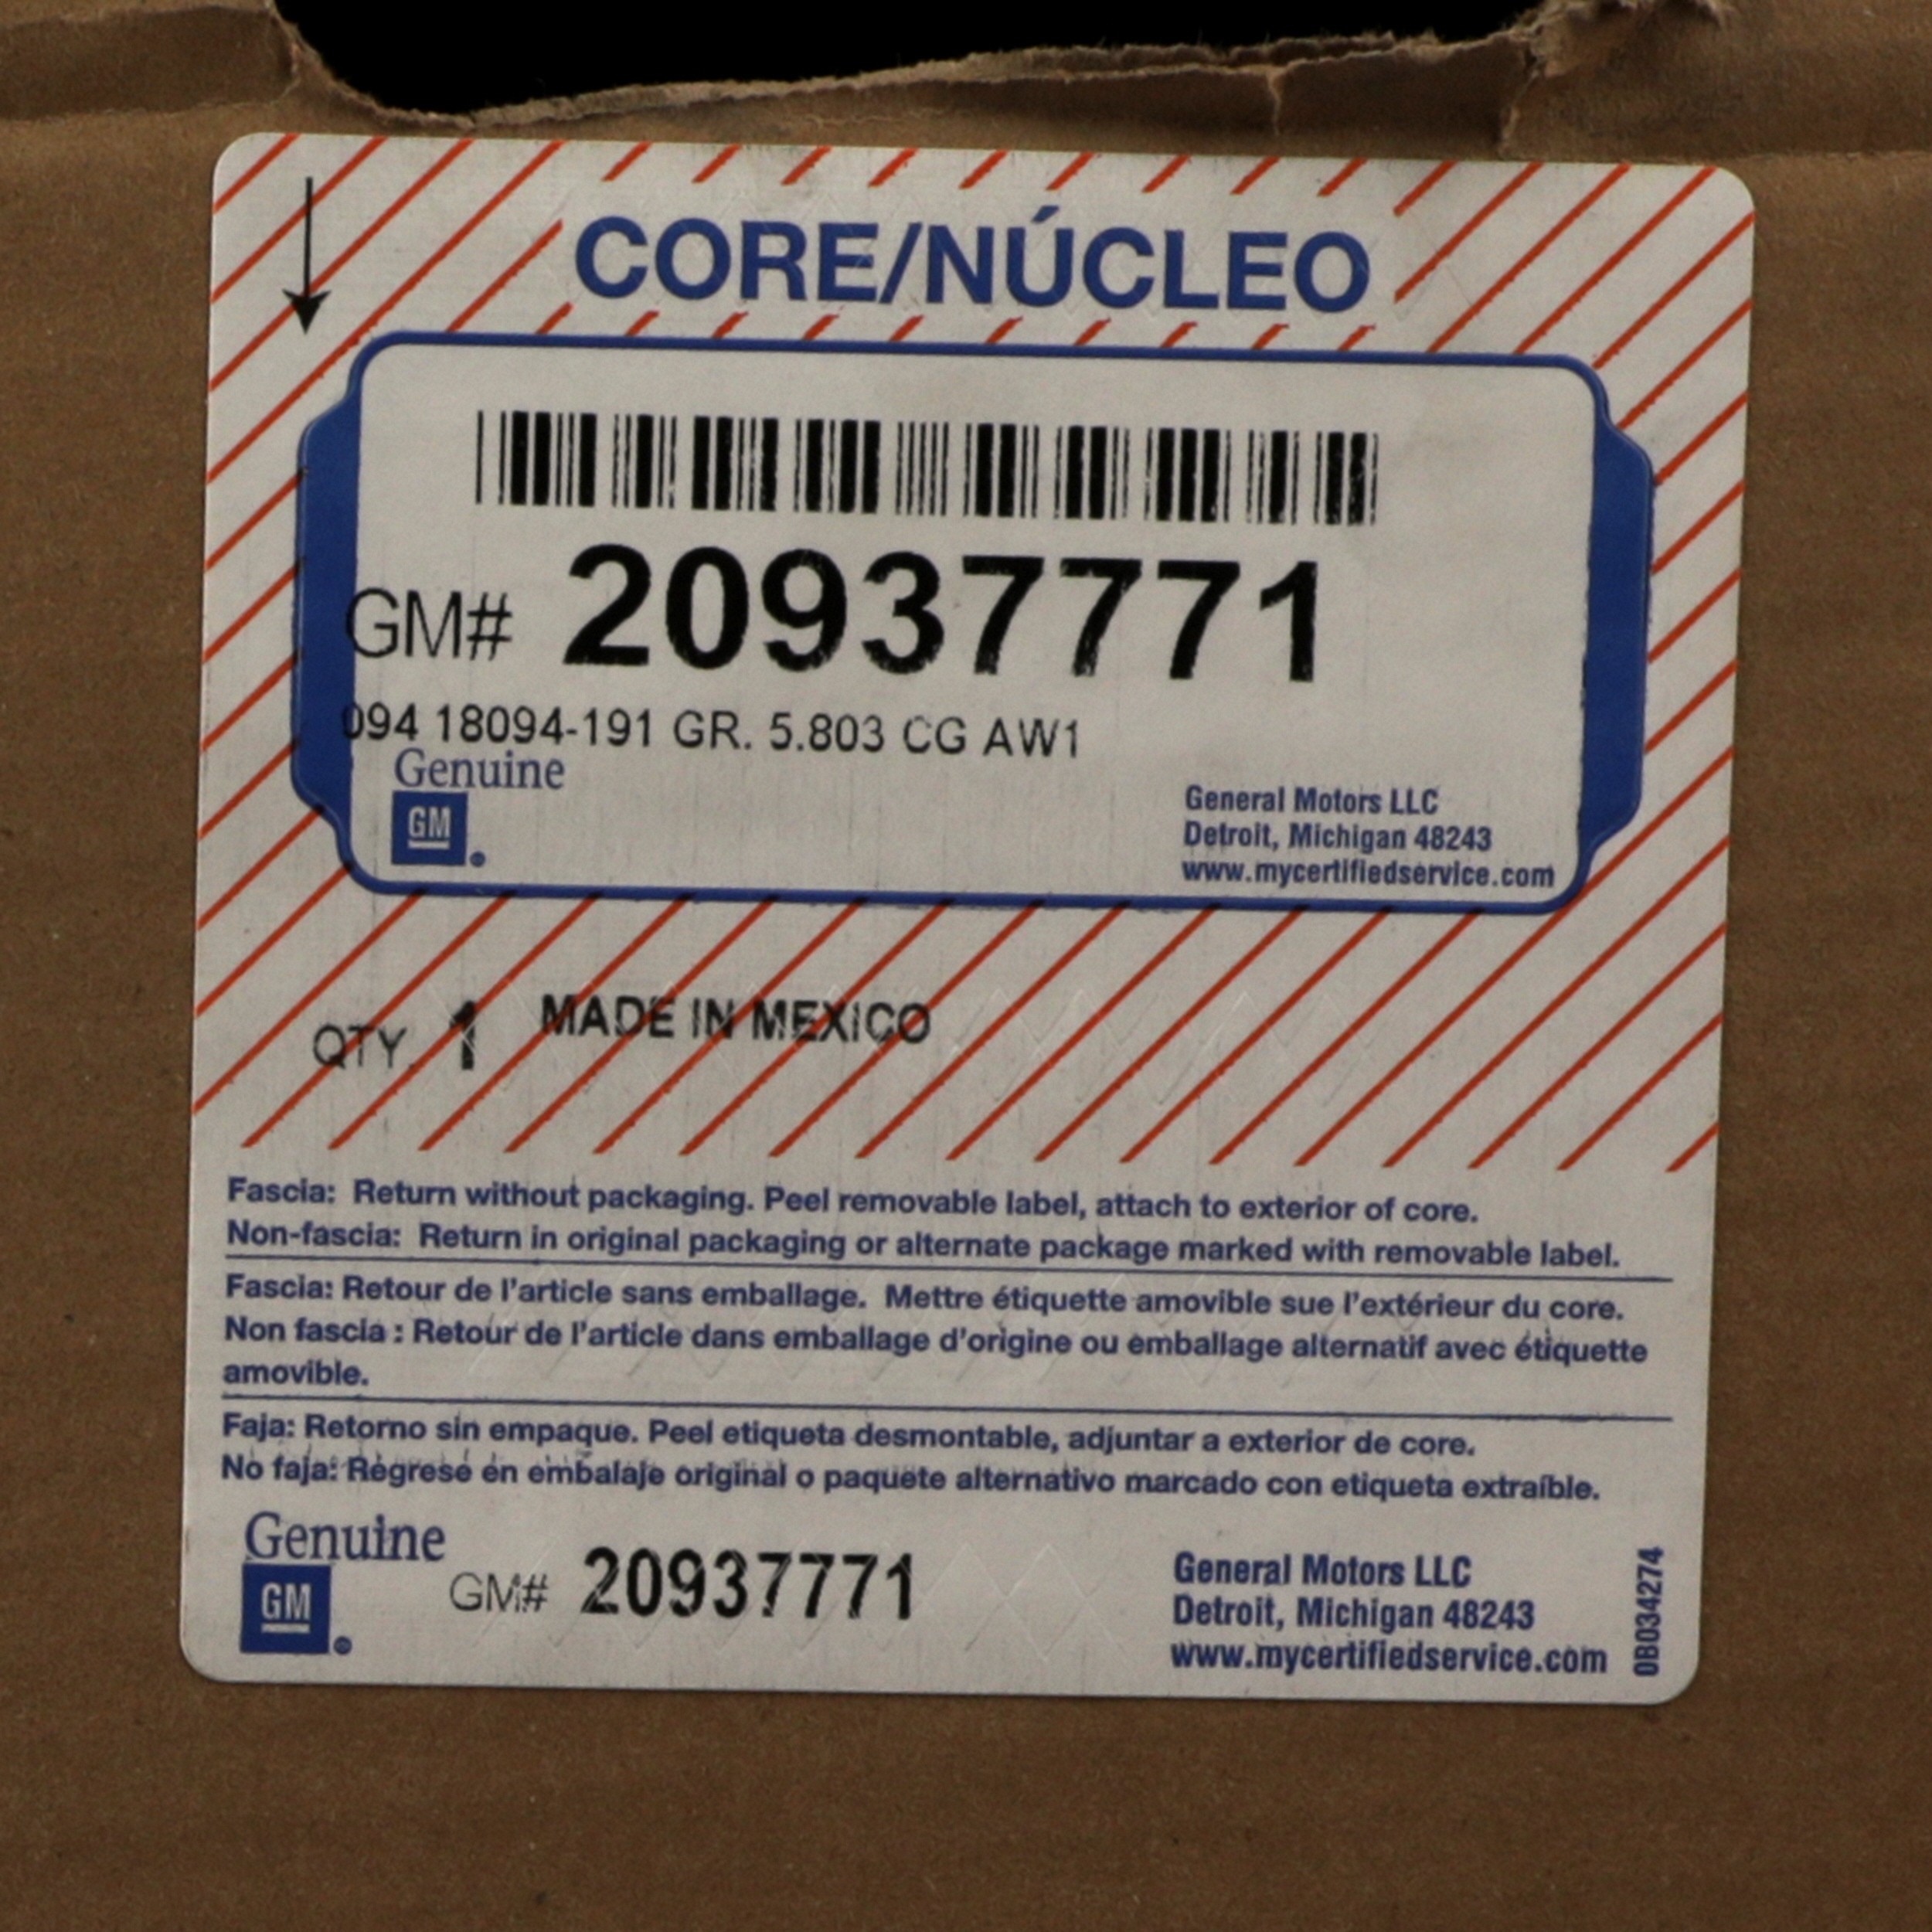 CORE/NÚCLEO
GM# 20937771
094 18094-191 GR. 5.803 CG AW1
Genuine
GM
General Motors LLC
Detroit, Michigan 48243
www.mycertifiedservice.com
QTY. 1 MADE IN MEXICO
Fascia: Return without packaging. Peel removable label, attach to exterior of core.
Non-fascia: Return in original packaging or alternate package marked with removable label.
Fascia: Retour de l'article sans emballage. Mettre étiquette amovible sue l'extérieur du core.
Non fascia : Retour de l'article dans emballage d'origine ou emballage alternatif avec étiquette
amovible.
Faja: Retorno sin empaque. Peel etiqueta desmontable, adjuntar a exterior de core.
No faja: Regrese en embalaje original o paquete alternativo marcado con etiqueta extraíble.
Genuine
GM
GM# 20937771
General Motors LLC
Detroit, Michigan 48243
www.mycertifiedservice.com
0B034274